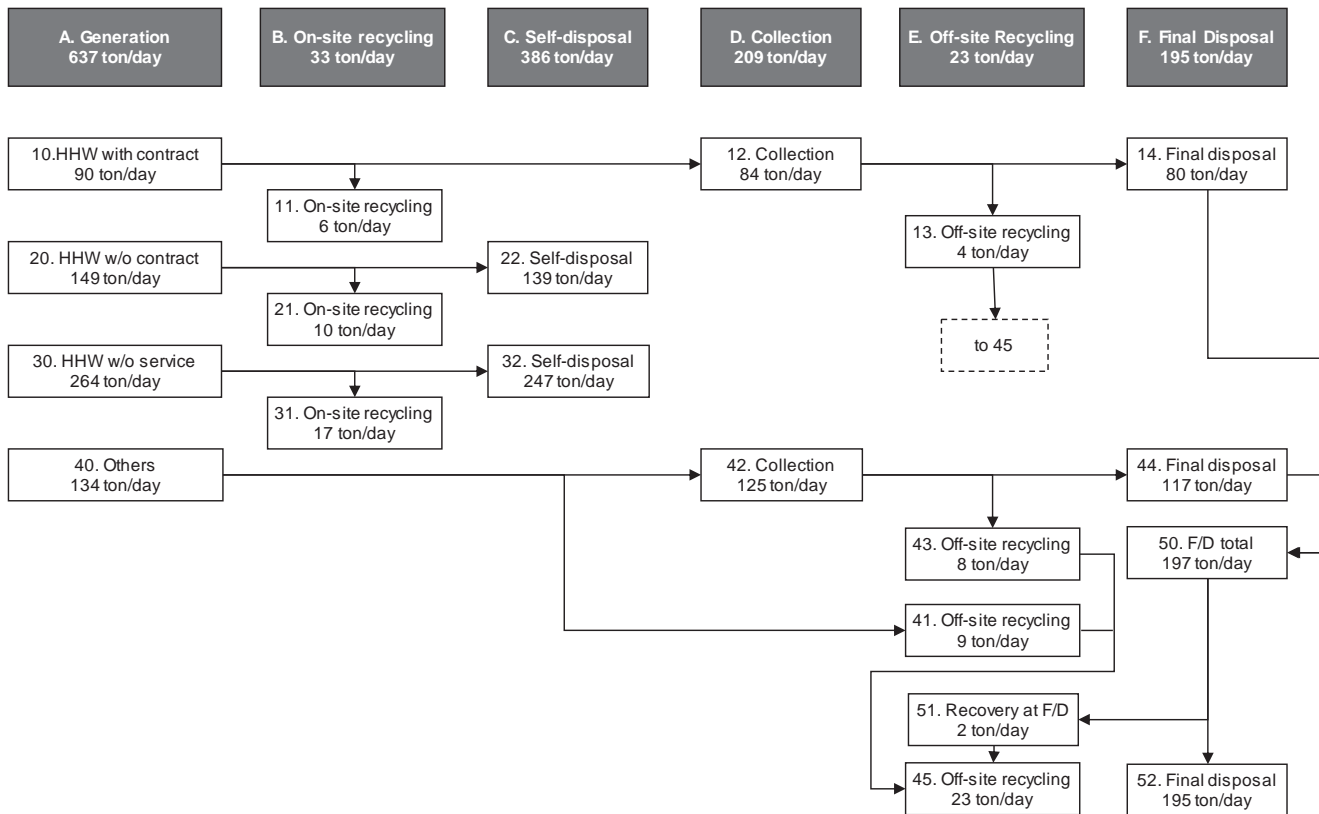 A. Generation
637 ton/day
B. On-site recycling
33 ton/day
C. Self-disposal
386 ton/day
D. Collection
209 ton/day
E. Off-site Recycling
23 ton/day
F. Final Disposal
195 ton/day
10.HHW with contract
90 ton/day
12. Collection
84 ton/day
14. Final disposal
80 ton/day
11. On-site recycling
6 ton/day
13. Off-site recycling
4 ton/day
20. HHW w/o contract
149 ton/day
22. Self-disposal
139 ton/day
21. On-site recycling
10 ton/day
to 45
30. HHW w/o service
264 ton/day
32. Self-disposal
247 ton/day
31. On-site recycling
17 ton/day
40. Others
134 ton/day
42. Collection
125 ton/day
44. Final disposal
117 ton/day
43. Off-site recycling
8 ton/day
50. F/D total
197 ton/day
41. Off-site recycling
9 ton/day
51. Recovery at F/D
2 ton/day
45. Off-site recycling
23 ton/day
52. Final disposal
195 ton/day